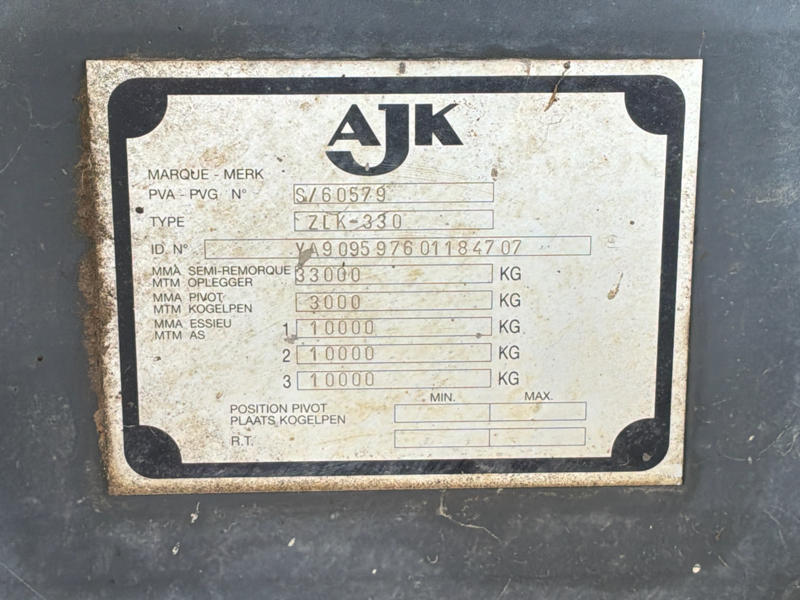 AJK
MARQUE - MERK
PVA - PVG N° S/60579
TYPE ZLK-330
ID. N° YA9095976011847 07
MMA SEMI-REMORQUE 33000 KG
MTM OPLEGGER
MMA PIVOT 3000 KG
MTM KOGELPEN
MMA ESSIEU 1 10000 KG
MTM AS
2 10000 KG
3 10000 KG
MIN. MAX.
POSITION PIVOT
PLAATS KOGELPEN
R.T.